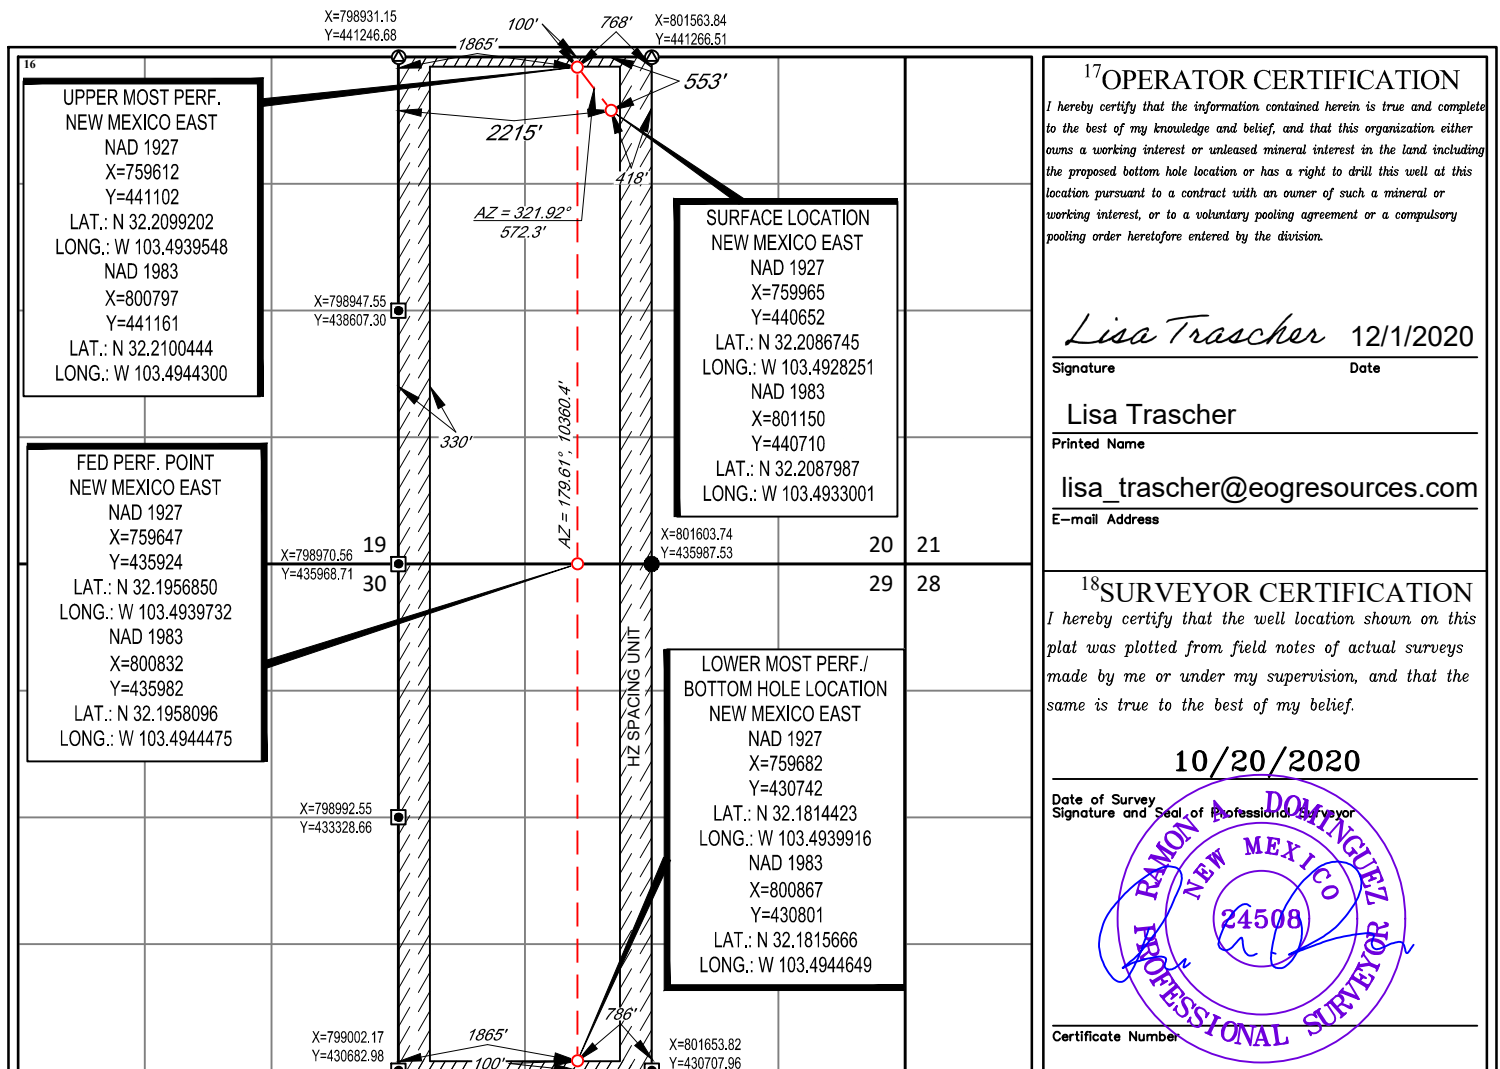 X=798931.15
Y=441246.68
100'
768'
X=801563.84
Y=441266.51
1865'
553'
2215'
418'
AZ = 321.92°
572.3'
16
UPPER MOST PERF.
NEW MEXICO EAST
NAD 1927
X=759612
Y=441102
LAT.: N 32.2099202
LONG.: W 103.4939548
NAD 1983
X=800797
Y=441161
LAT.: N 32.2100444
LONG.: W 103.4944300
SURFACE LOCATION
NEW MEXICO EAST
NAD 1927
X=759965
Y=440652
LAT.: N 32.2086745
LONG.: W 103.4928251
NAD 1983
X=801150
Y=440710
LAT.: N 32.2087987
LONG.: W 103.4933001
X=798947.55
Y=438607.30
330'
AZ = 179.61°, 10360.4'
FED PERF. POINT
NEW MEXICO EAST
NAD 1927
X=759647
Y=435924
LAT.: N 32.1956850
LONG.: W 103.4939732
NAD 1983
X=800832
Y=435982
LAT.: N 32.1958096
LONG.: W 103.4944475
X=798970.56
Y=435968.71
19
30
X=801603.74
Y=435987.53
20 21
29 28
HZ SPACING UNIT
LOWER MOST PERF./
BOTTOM HOLE LOCATION
NEW MEXICO EAST
NAD 1927
X=759682
Y=430742
LAT.: N 32.1814423
LONG.: W 103.4939916
NAD 1983
X=800867
Y=430801
LAT.: N 32.1815666
LONG.: W 103.4944649
X=798992.55
Y=433328.66
X=799002.17
Y=430682.98
1865'
100'
786'
X=801653.82
Y=430707.96
17OPERATOR CERTIFICATION
I hereby certify that the information contained herein is true and complete
to the best of my knowledge and belief, and that this organization either
owns a working interest or unleased mineral interest in the land including
the proposed bottom hole location or has a right to drill this well at this
location pursuant to a contract with an owner of such a mineral or
working interest, or to a voluntary pooling agreement or a compulsory
pooling order heretofore entered by the division.
Lisa Trascher 12/1/2020
Signature Date
Lisa Trascher
Printed Name
lisa_trascher@eogresources.com
E-mail Address
18SURVEYOR CERTIFICATION
I hereby certify that the well location shown on this
plat was plotted from field notes of actual surveys
made by me or under my supervision, and that the
same is true to the best of my belief.
10/20/2020
Date of Survey
Signature and Seal of Professional Surveyor
RAMON A. DOMINGUEZ
NEW MEXICO
24508
PROFESSIONAL SURVEYOR
Certificate Number